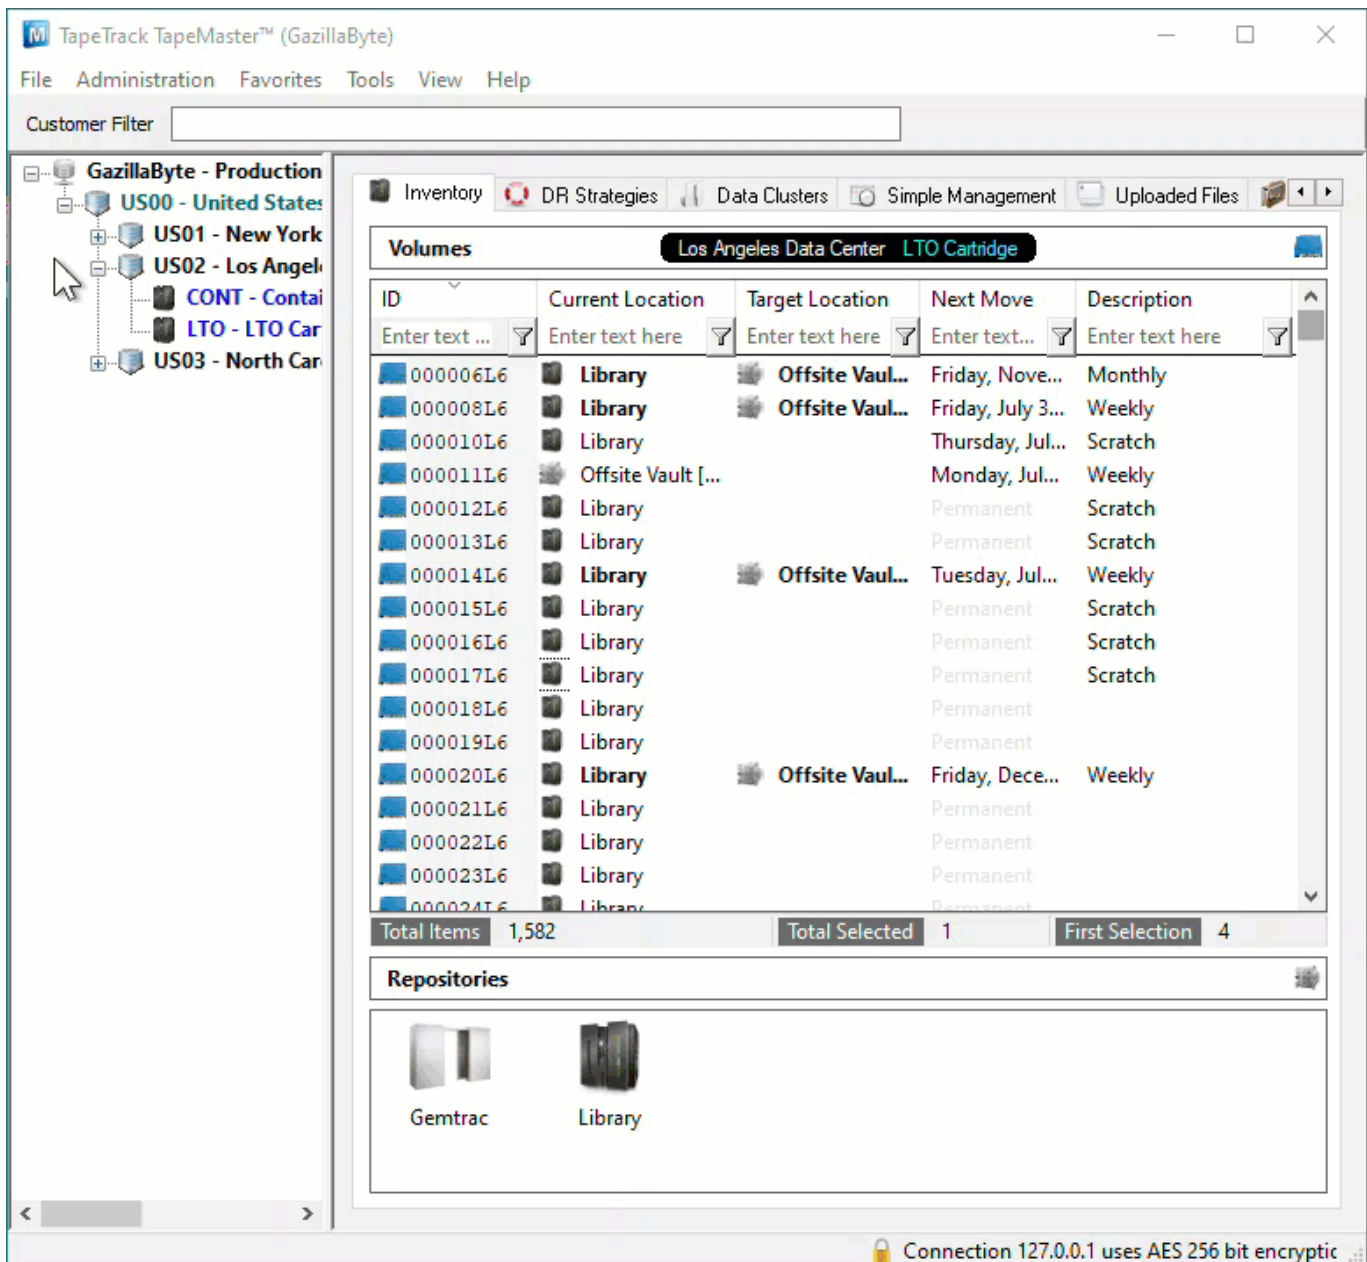 TapeTrack TapeMaster™ (GazillaByte)
File Administration Favorites Tools View Help
Customer Filter
GazillaByte - Production
US00 - United States
US01 - New York
US02 - Los Angel
CONT - Contai
LTO - LTO Car
US03 - North Car
Inventory DR Strategies Data Clusters Simple Management Uploaded Files
Volumes Los Angeles Data Center LTO Cartridge
ID Current Location Target Location Next Move Description
Enter text ... Enter text here Enter text here Enter text... Enter text here
000006L6 Library Offsite Vaul... Friday, Nove... Monthly
000008L6 Library Offsite Vaul... Friday, July 3... Weekly
000010L6 Library Thursday, Jul... Scratch
000011L6 Offsite Vault [... Monday, Jul... Weekly
000012L6 Library Permanent Scratch
000013L6 Library Permanent Scratch
000014L6 Library Offsite Vaul... Tuesday, Jul... Weekly
000015L6 Library Permanent Scratch
000016L6 Library Permanent Scratch
000017L6 Library Permanent Scratch
000018L6 Library Permanent
000019L6 Library Permanent
000020L6 Library Offsite Vaul... Friday, Dece... Weekly
000021L6 Library Permanent
000022L6 Library Permanent
000023L6 Library Permanent
000024L6 Library Permanent
Total Items 1,582 Total Selected 1 First Selection 4
Repositories
Gemtrac Library
Connection 127.0.0.1 uses AES 256 bit encryptic